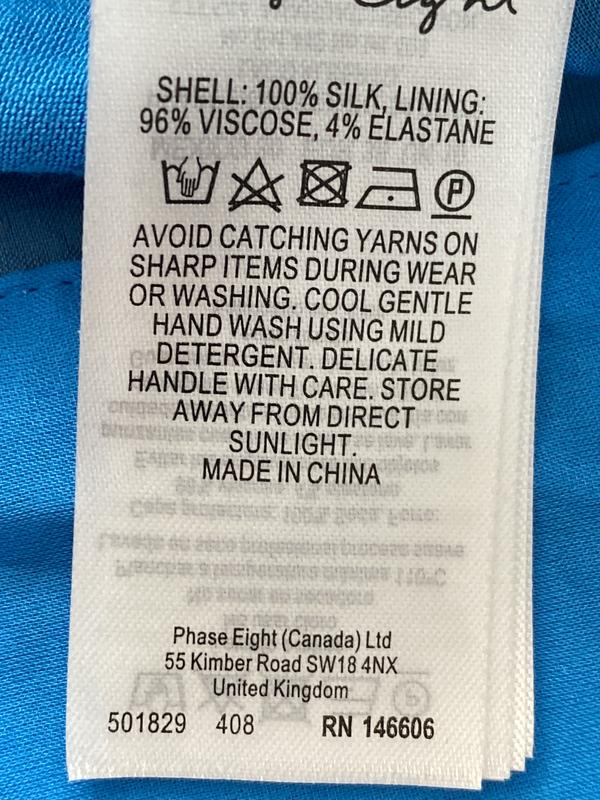 Eight
SHELL: 100% SILK, LINING:
96% VISCOSE, 4% ELASTANE
P
AVOID CATCHING YARNS ON
SHARP ITEMS DURING WEAR
OR WASHING. COOL GENTLE
HAND WASH USING MILD
DETERGENT. DELICATE
HANDLE WITH CARE. STORE
AWAY FROM DIRECT
SUNLIGHT.
MADE IN CHINA
Phase Eight (Canada) Ltd
55 Kimber Road SW18 4NX
United Kingdom
501829 408 RN 146606